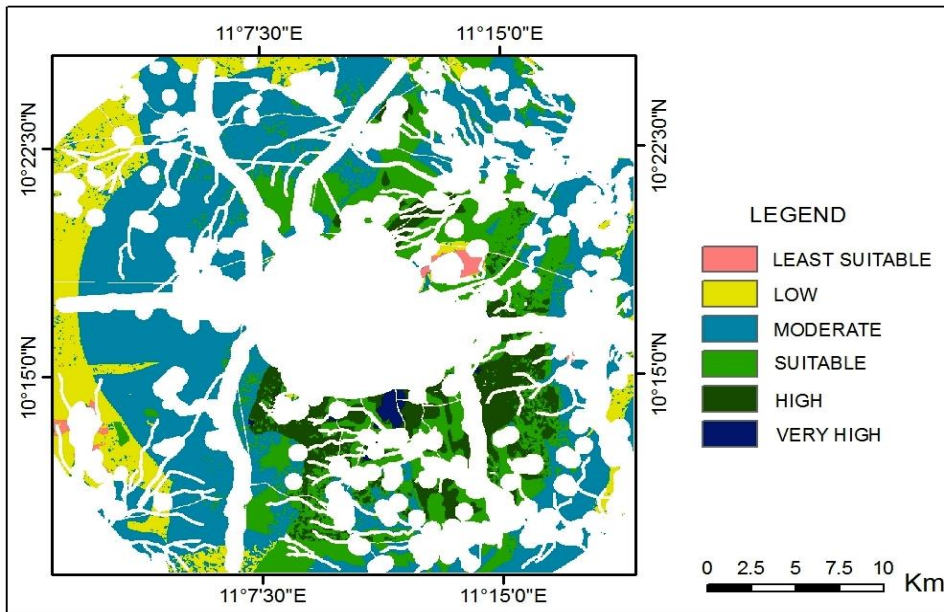 11°7'30"E 11°15'0"E
10°22'30"N 10°22'30"N
LEGEND
LEAST SUITABLE
LOW
MODERATE
SUITABLE
HIGH
VERY HIGH
10°15'0"N 10°15'0"N
0 2.5 5 7.5 10 Km
11°7'30"E 11°15'0"E